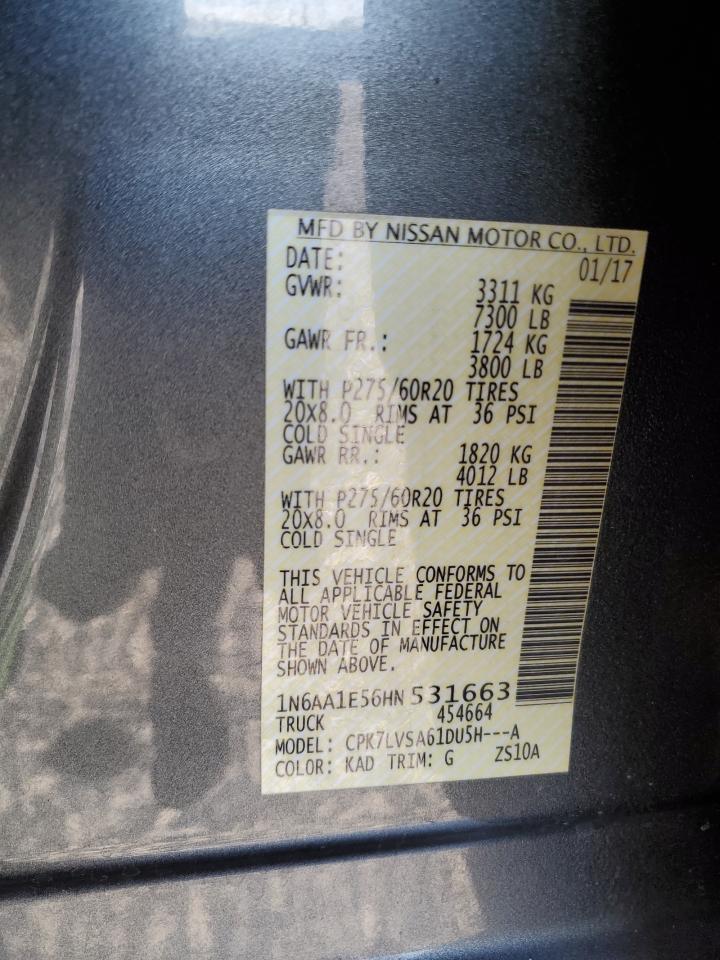 MFD BY NISSAN MOTOR CO., LTD.
DATE: 01/17
GVWR: 3311 KG
7300 LB
GAWR FR.: 1724 KG
3800 LB
WITH P275/60R20 TIRES
20X8.0 RIMS AT 36 PSI
COLD SINGLE
GAWR RR.: 1820 KG
4012 LB
WITH P275/60R20 TIRES
20X8.0 RIMS AT 36 PSI
COLD SINGLE
THIS VEHICLE CONFORMS TO
ALL APPLICABLE FEDERAL
MOTOR VEHICLE SAFETY
STANDARDS IN EFFECT ON
THE DATE OF MANUFACTURE
SHOWN ABOVE.
1N6AA1E56HN531663
TRUCK 454664
MODEL: CPK7LVSA61DU5H---A
COLOR: KAD TRIM: G ZS10A